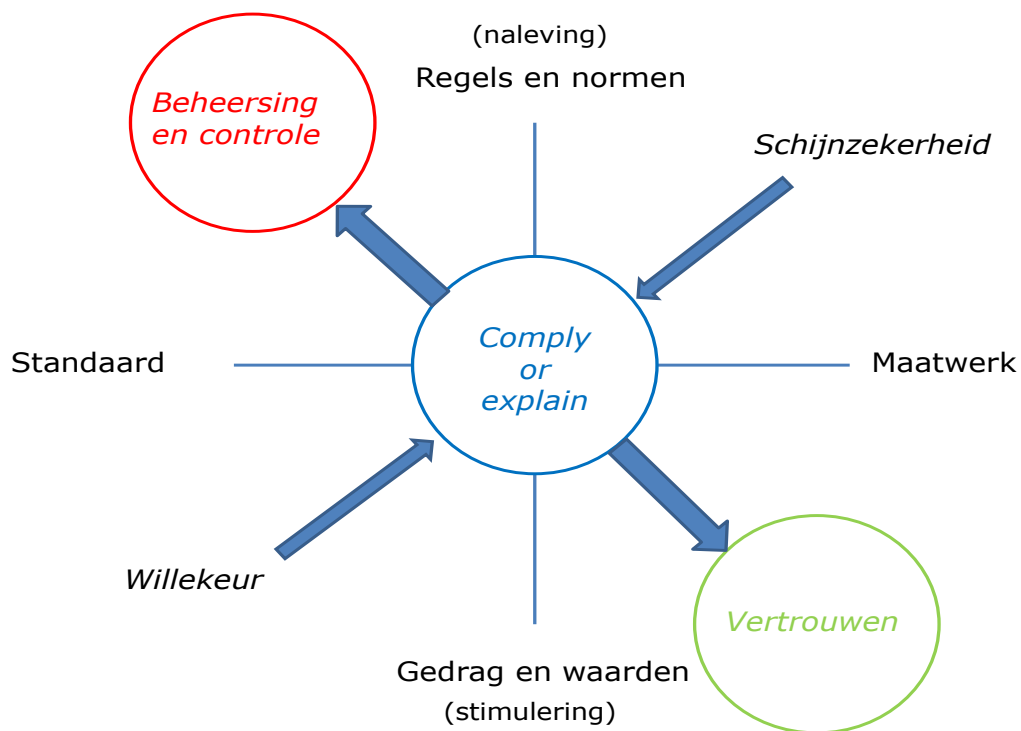 (naleving)
Regels en normen
Beheersing
en controle
Schijnzekerheid
Standaard
Comply
or
explain
Maatwerk
Willekeur
Vertrouwen
Gedrag en waarden
(stimulering)